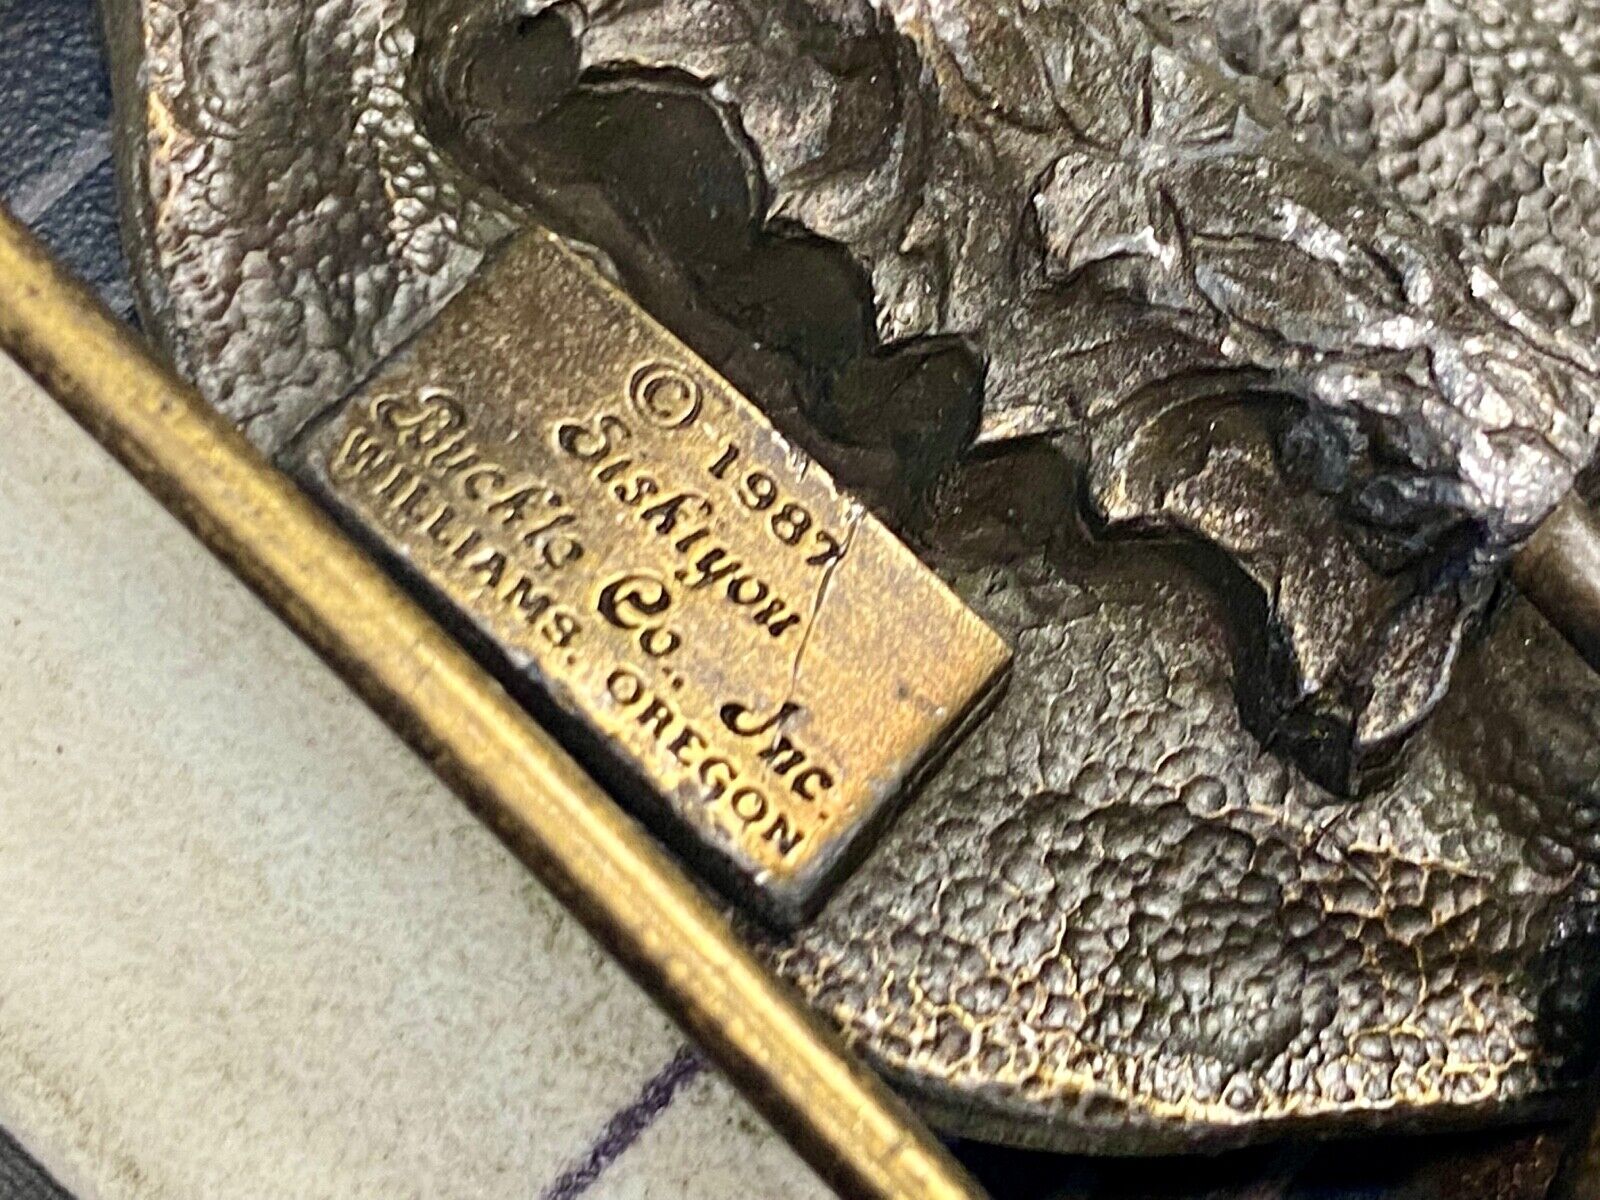 © 1987
Siskiyou
Buckle Co., Inc.
WILLIAMS, OREGON